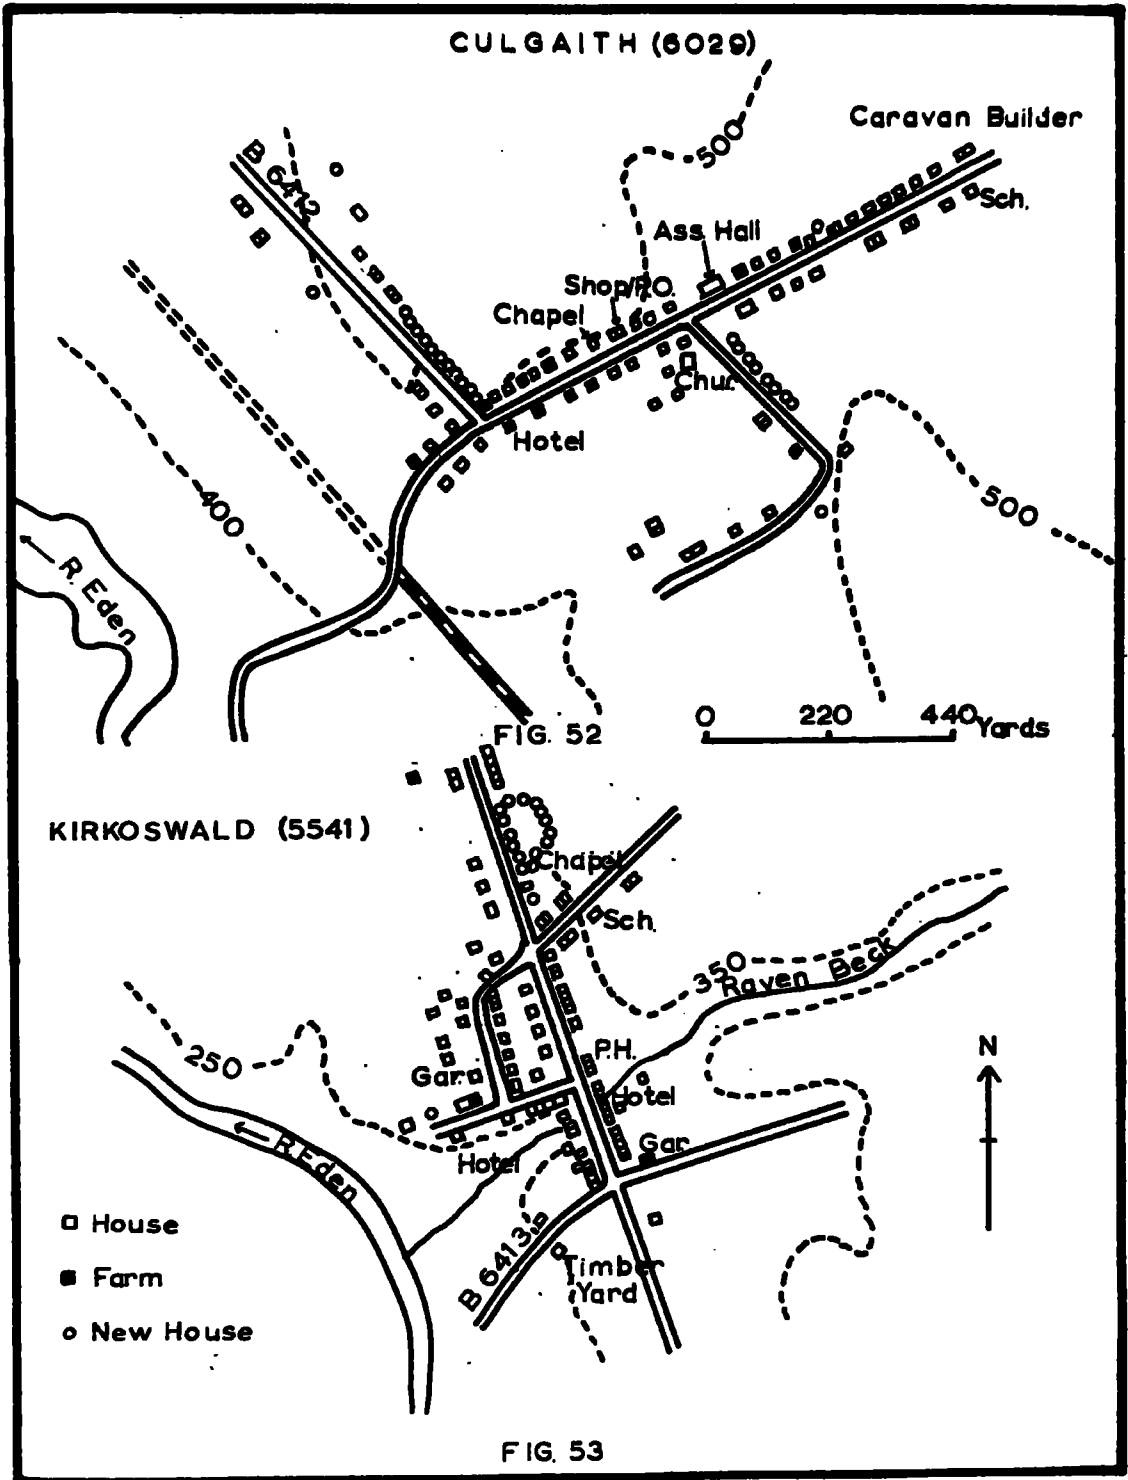 CULGAITH (6029)
Caravan Builder
500
B 6412
Sch.
Ass. Hall
Shop/P.O.
Chapel
Chur.
Hotel
400
500
R. Eden
0 220 440 Yards
FIG. 52
KIRKOSWALD (5541)
Chapel
Sch.
350
Raven Beck
250
P.H.
N
Gar.
Hotel
R. Eden
Gar.
Hotel
House
B 6413
Timber
Yard
Farm
New House
FIG. 53